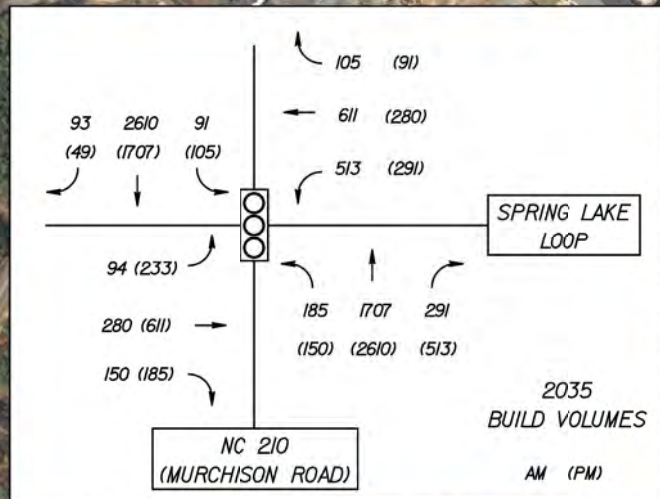 105 (91)
611 (280)
513 (291)
93 2610 91
(49) (1707) (105)
94 (233)
280 (611)
150 (185)
185 1707 291
(150) (2610) (513)
SPRING LAKE
LOOP
NC 210
(MURCHISON ROAD)
2035
BUILD VOLUMES
AM (PM)